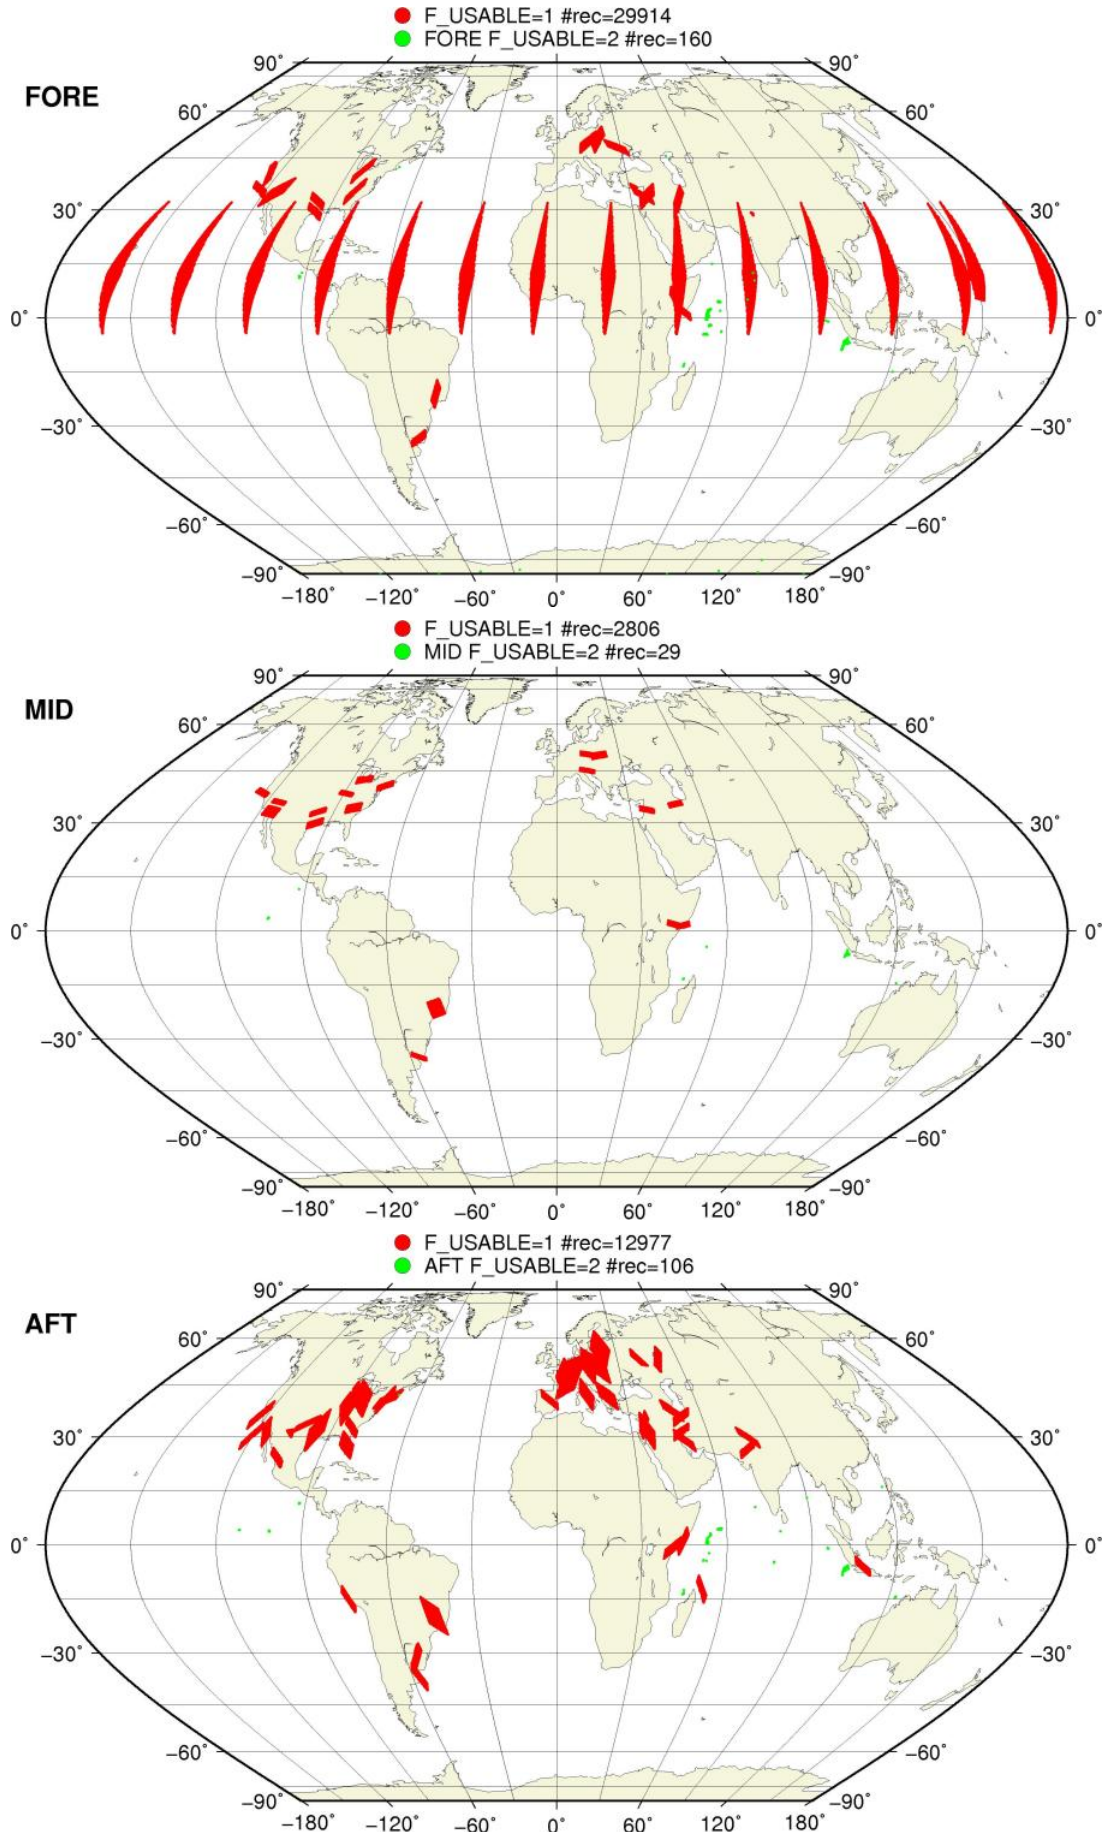 F_USABLE=1 #rec=29914
FORE F_USABLE=2 #rec=160
90° 90°
FORE
60° 60°
30° 30°
0° 0°
−30° −30°
−60° −60°
−90° −90°
−180° −120° −60° 0° 60° 120° 180°
F_USABLE=1 #rec=2806
MID F_USABLE=2 #rec=29
90° 90°
MID
60° 60°
30° 30°
0° 0°
−30° −30°
−60° −60°
−90° −90°
−180° −120° −60° 0° 60° 120° 180°
F_USABLE=1 #rec=12977
AFT F_USABLE=2 #rec=106
90° 90°
AFT
60° 60°
30° 30°
0° 0°
−30° −30°
−60° −60°
−90° −90°
−180° −120° −60° 0° 60° 120° 180°